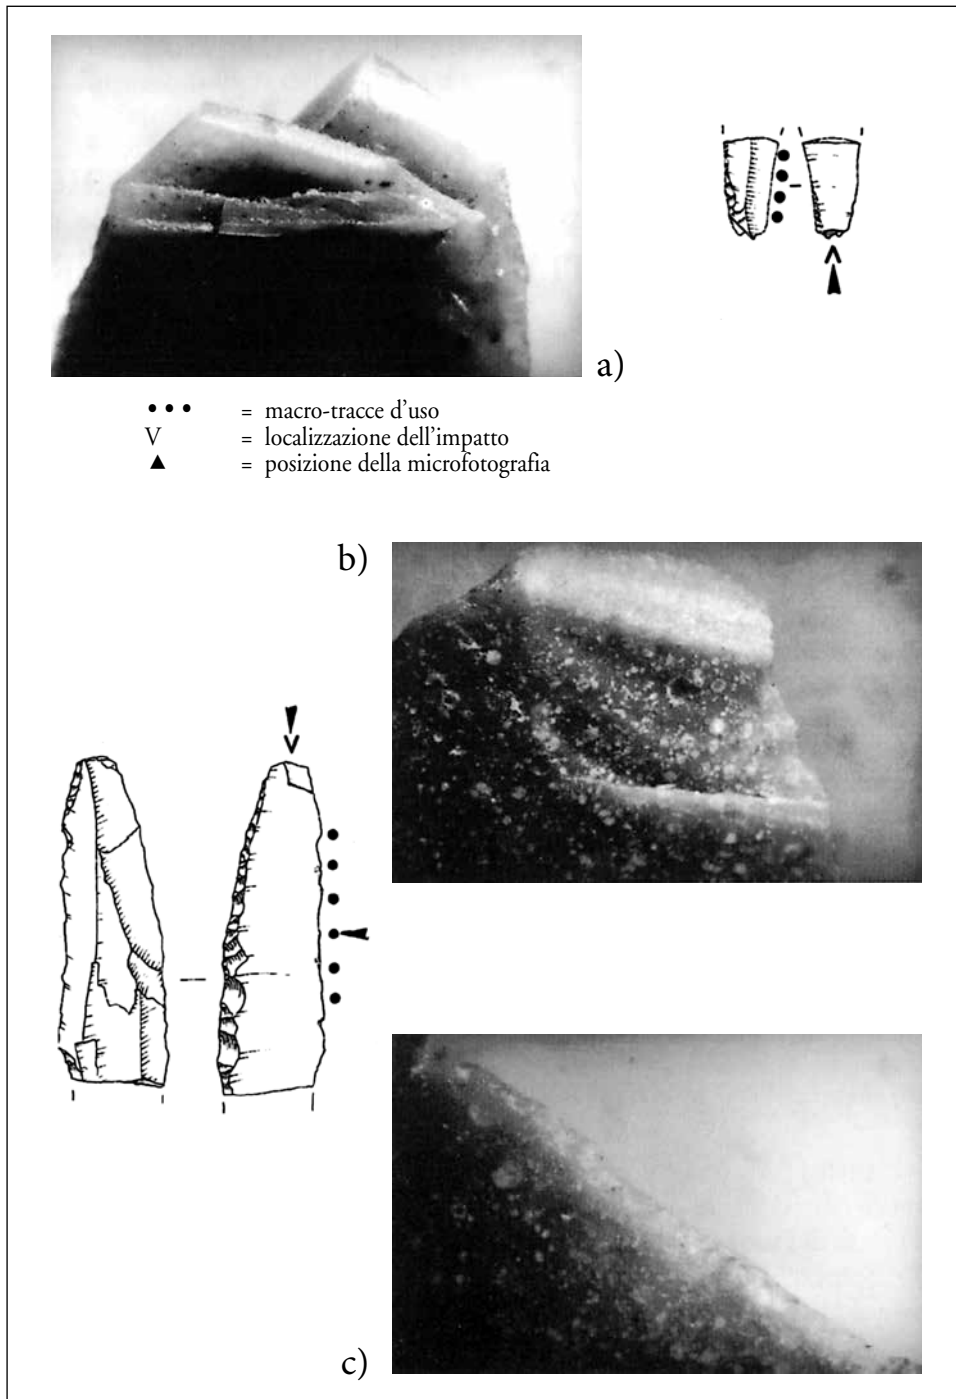 a)
••• = macro-tracce d'uso
V = localizzazione dell'impatto
▲ = posizione della microfotografia
b)
c)